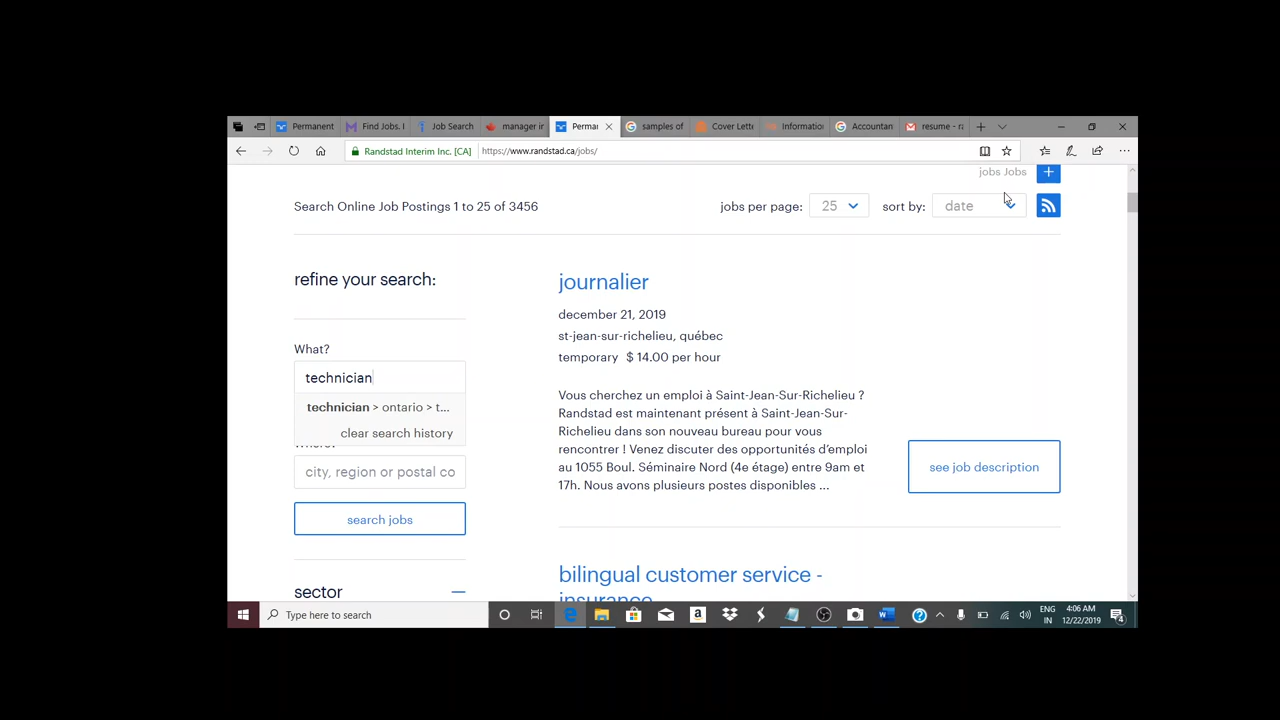 Permanent
Find Jobs. I
Job Search
manager in
Permai
samples of
Cover Lette
Information
Accountan
resume - ra
Randstad Interim Inc. [CA]
https://www.randstad.ca/jobs/
jobs Jobs
Search Online Job Postings 1 to 25 of 3456
jobs per page: 25
sort by: date
refine your search:
What?
technician
technician > ontario > t...
clear search history
city, region or postal co
search jobs
sector
journalier
december 21, 2019
st-jean-sur-richelieu, québec
temporary $ 14.00 per hour
Vous cherchez un emploi à Saint-Jean-Sur-Richelieu ?
Randstad est maintenant présent à Saint-Jean-Sur-
Richelieu dans son nouveau bureau pour vous
rencontrer ! Venez discuter des opportunités d'emploi
au 1055 Boul. Séminaire Nord (4e étage) entre 9am et
17h. Nous avons plusieurs postes disponibles ...
see job description
bilingual customer service -
insurance
Type here to search
ENG
IN
4:06 AM
12/22/2019
4